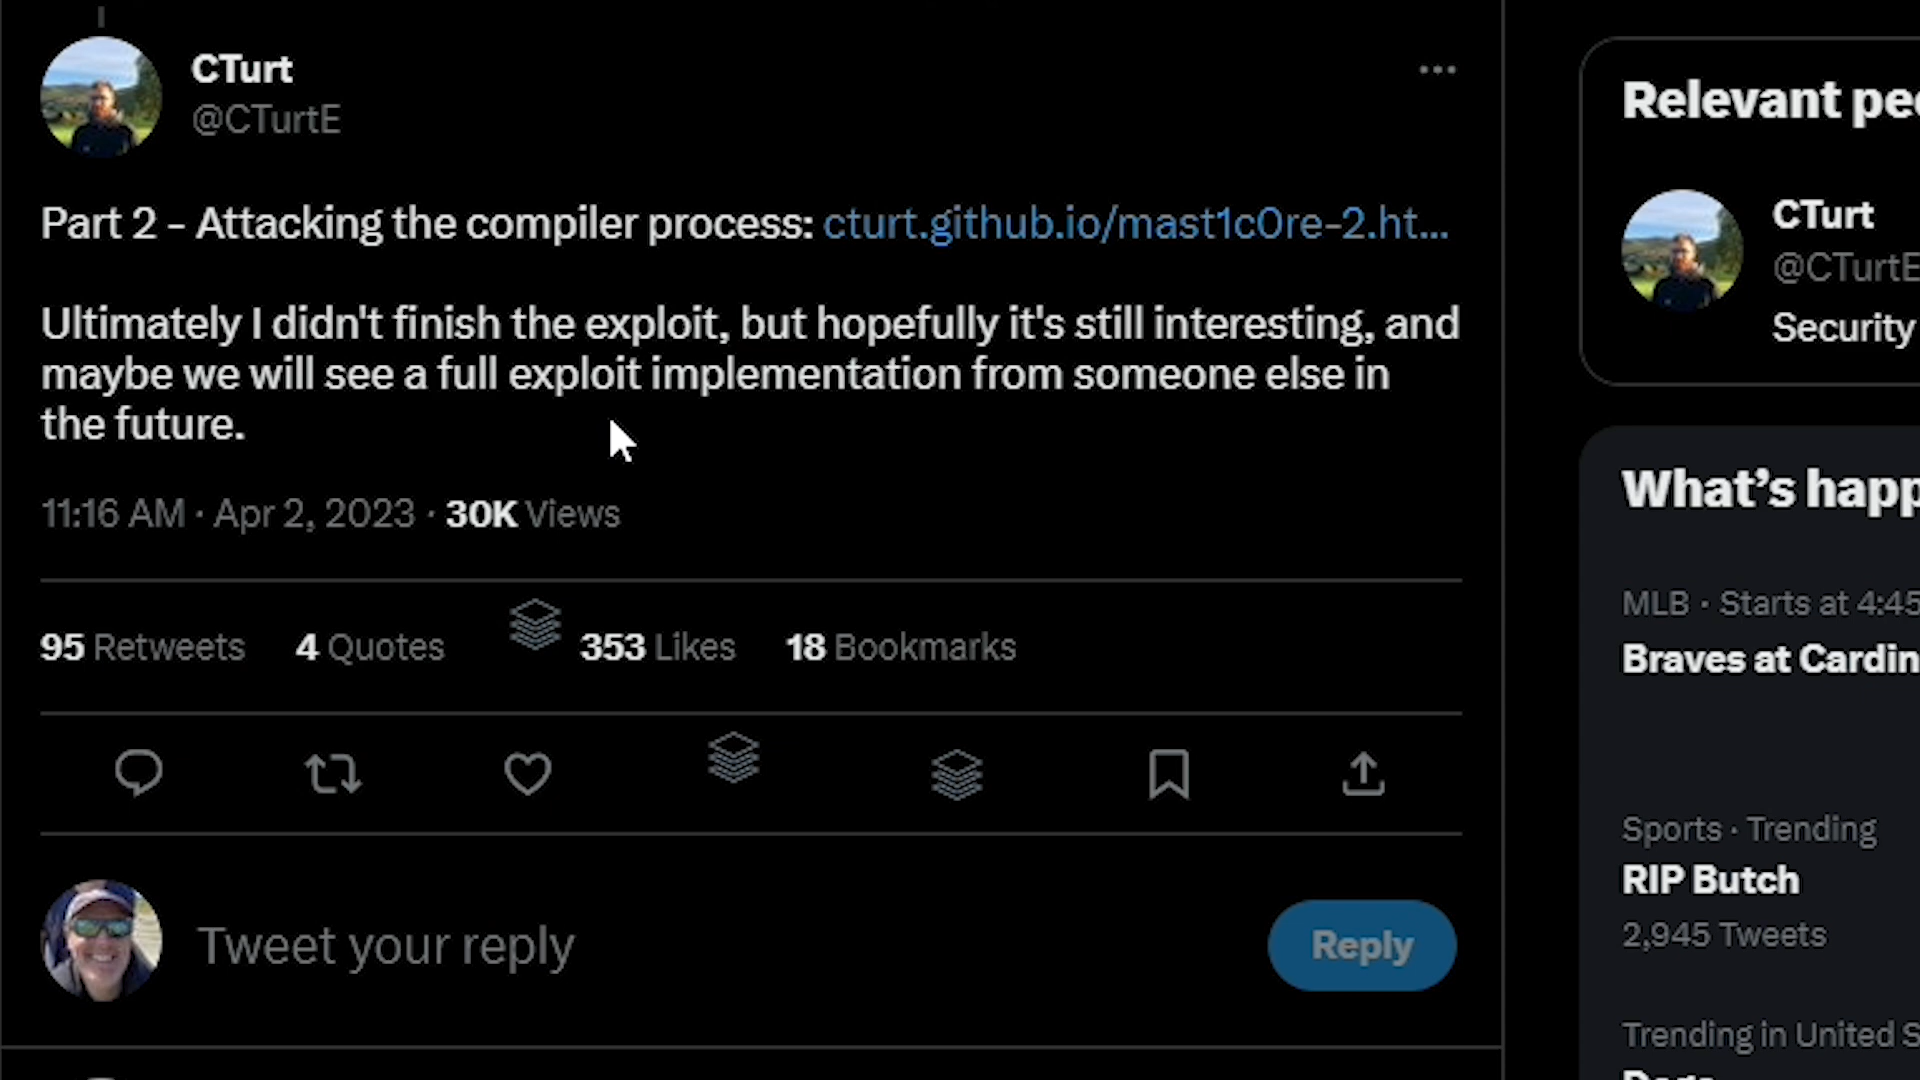 CTurt
@CTurtE
Part 2 – Attacking the compiler process: cturt.github.io/mast1c0re-2.ht...
Ultimately I didn't finish the exploit, but hopefully it's still interesting, and
maybe we will see a full exploit implementation from someone else in
the future.
11:16 AM · Apr 2, 2023 · 30K Views
95 Retweets 4 Quotes 353 Likes 18 Bookmarks
Tweet your reply
Reply
Relevant
CTurt
@CTurtE
Security
What's
MLB · Starts at 4:45
Braves at
Sports · Trending
RIP Butch
2,945 Tweets
Trending in United